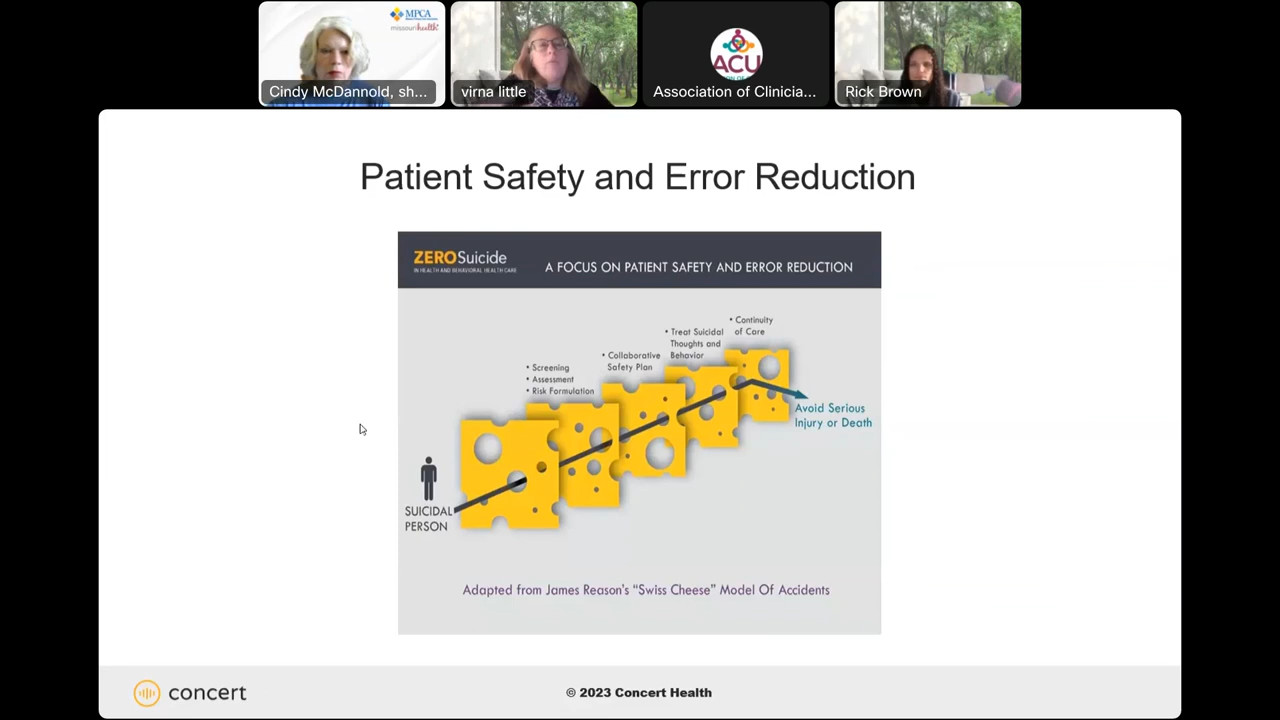 MPCA
missourihealth+
Cindy McDannold, sh...
virna little
ACU
Association of Clinicia...
Rick Brown
Patient Safety and Error Reduction
ZEROSuicide
IN HEALTH AND BEHAVIORAL HEALTH CARE
A FOCUS ON PATIENT SAFETY AND ERROR REDUCTION
• Continuity
of Care
• Treat Suicidal
Thoughts and
Behavior
• Collaborative
Safety Plan
• Screening
• Assessment
• Risk Formulation
Avoid Serious
Injury or Death
SUICIDAL
PERSON
Adapted from James Reason's “Swiss Cheese” Model Of Accidents
concert
© 2023 Concert Health